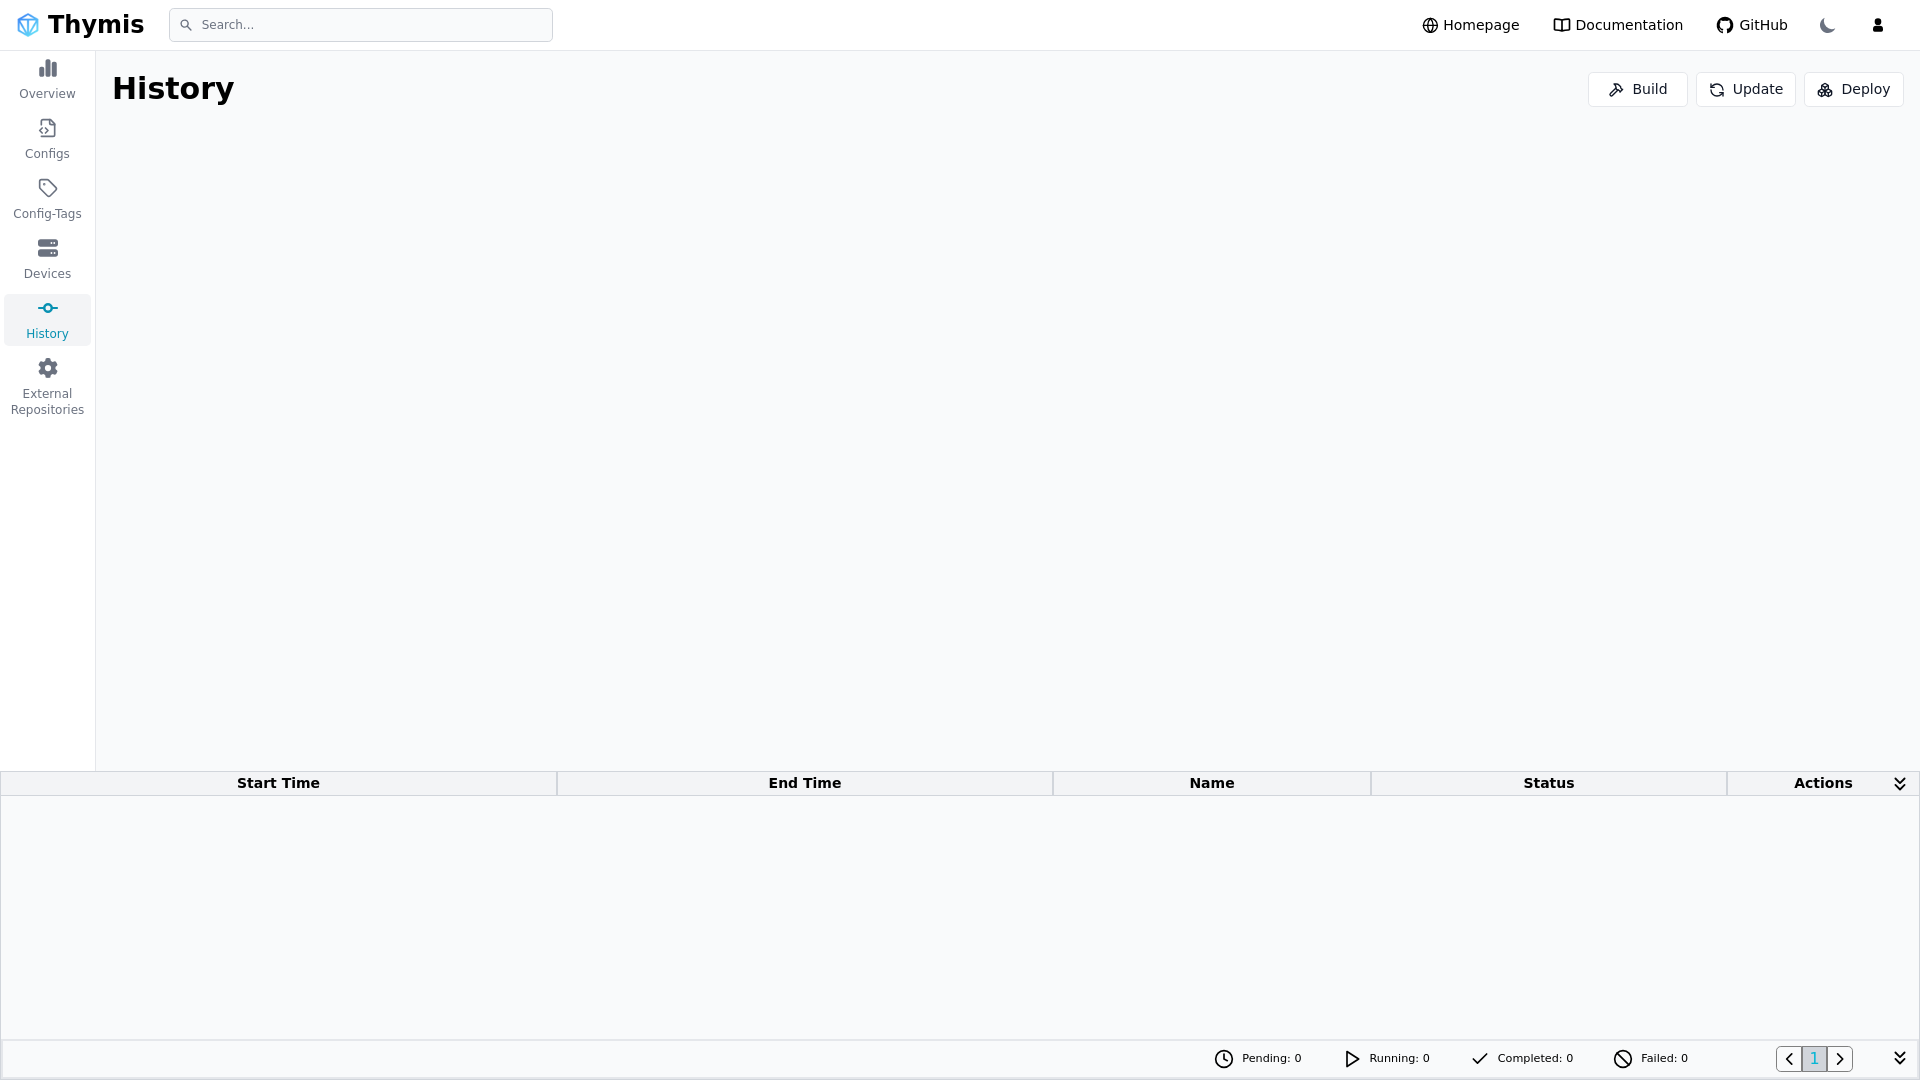 Thymis
Search...
Homepage
Documentation
GitHub
Overview
Configs
Config-Tags
Devices
History
External
Repositories
History
Build
Update
Deploy
Start Time
End Time
Name
Status
Actions
Pending: 0
Running: 0
Completed: 0
Failed: 0
1